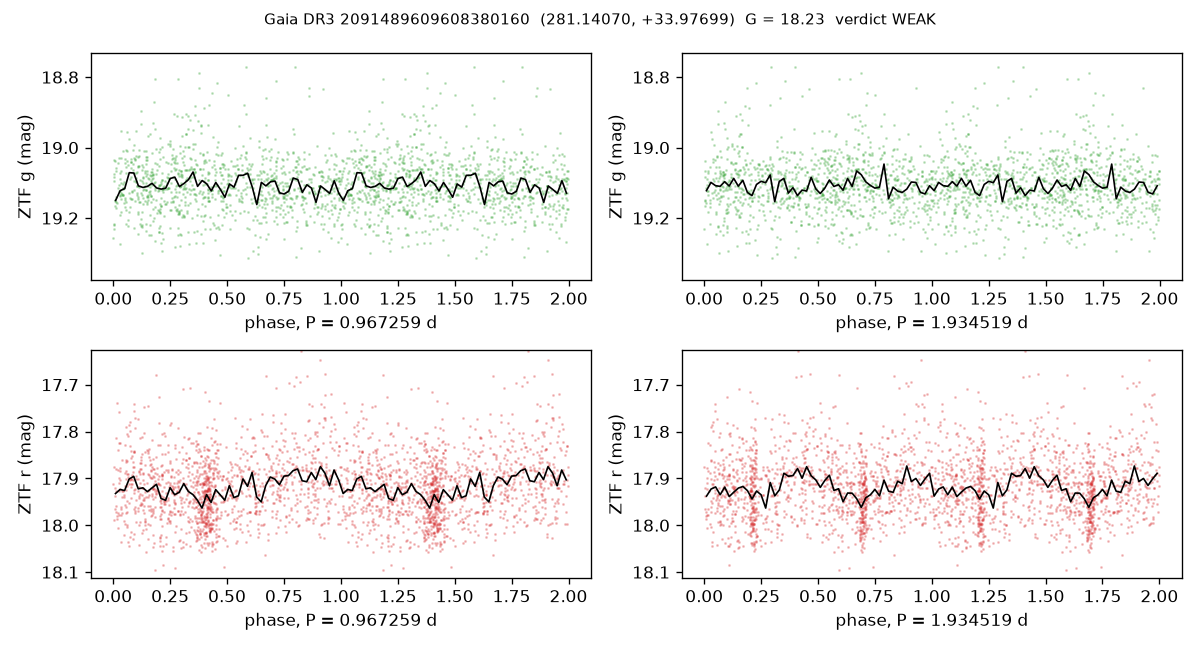 Gaia DR3 2091489609608380160  (281.14070, +33.97699)  G = 18.23  verdict WEAK
ZTF g (mag)
18.8
19.0
19.2
0.00 0.25 0.50 0.75 1.00 1.25 1.50 1.75 2.00
phase, P = 0.967259 d
ZTF g (mag)
18.8
19.0
19.2
0.00 0.25 0.50 0.75 1.00 1.25 1.50 1.75 2.00
phase, P = 1.934519 d
ZTF r (mag)
17.7
17.8
17.9
18.0
18.1
0.00 0.25 0.50 0.75 1.00 1.25 1.50 1.75 2.00
phase, P = 0.967259 d
ZTF r (mag)
17.7
17.8
17.9
18.0
18.1
0.00 0.25 0.50 0.75 1.00 1.25 1.50 1.75 2.00
phase, P = 1.934519 d